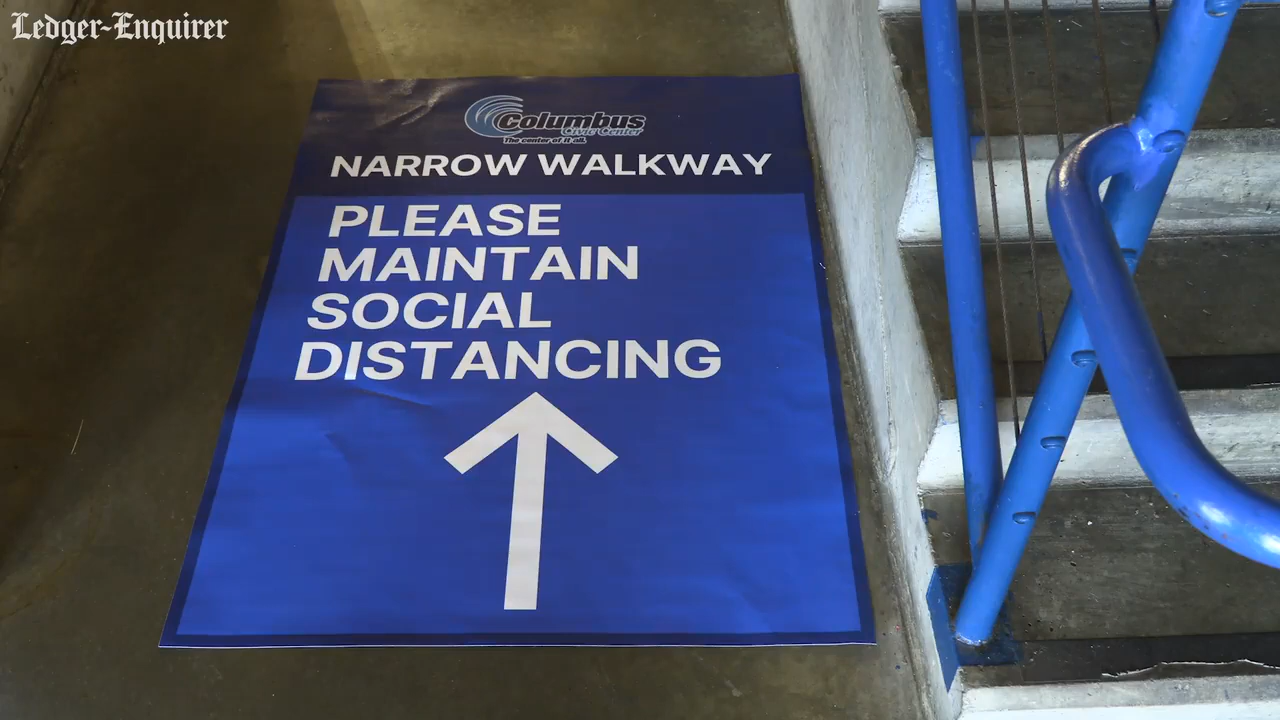 Ledger-Enquirer
Columbus
Civic Center
The center of it all.
NARROW WALKWAY
PLEASE
MAINTAIN
SOCIAL
DISTANCING